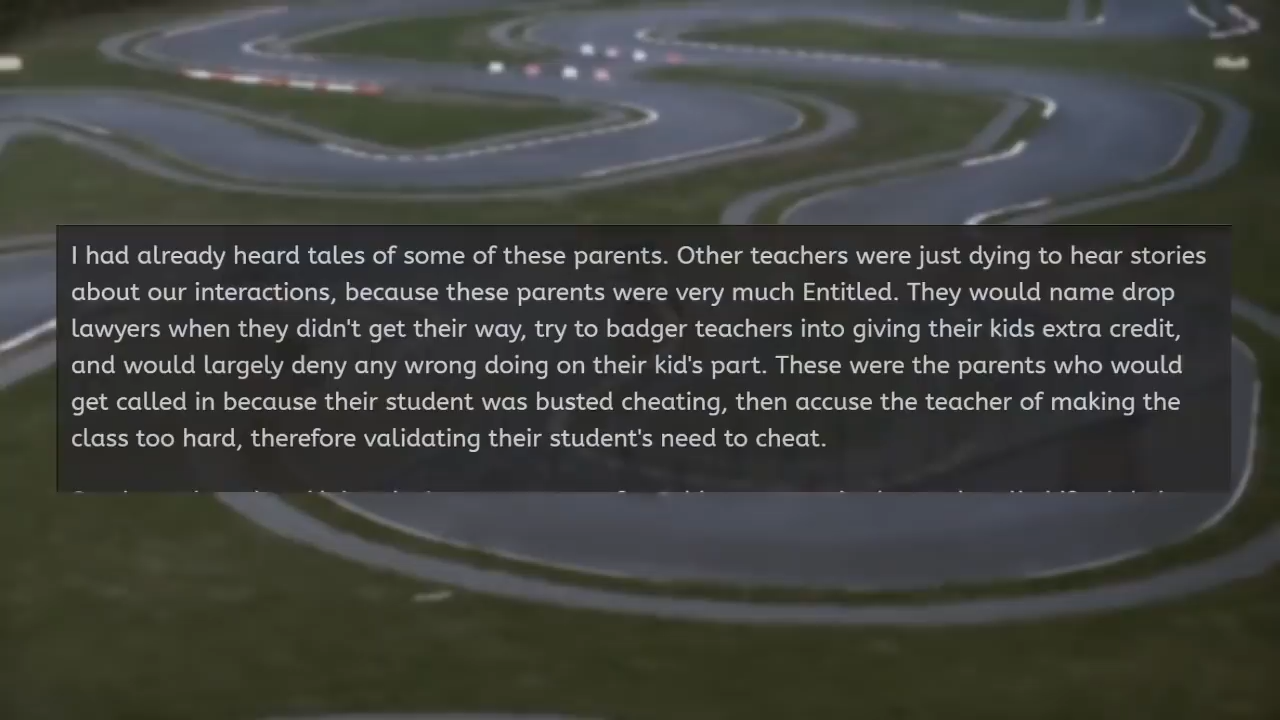 I had already heard tales of some of these parents. Other teachers were just dying to hear stories
about our interactions, because these parents were very much Entitled. They would name drop
lawyers when they didn't get their way, try to badger teachers into giving their kids extra credit,
and would largely deny any wrong doing on their kid's part. These were the parents who would
get called in because their student was busted cheating, then accuse the teacher of making the
class too hard, therefore validating their student's need to cheat.